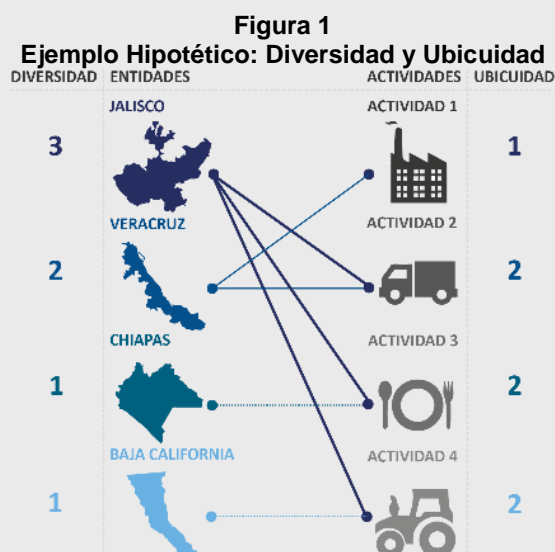 Figura 1
Ejemplo Hipotético: Diversidad y Ubicuidad
DIVERSIDAD ENTIDADES ACTIVIDADES UBICUIDAD
JALISCO ACTIVIDAD 1
3 1
VERACRUZ ACTIVIDAD 2
2 2
CHIAPAS ACTIVIDAD 3
1 2
BAJA CALIFORNIA ACTIVIDAD 4
1 2